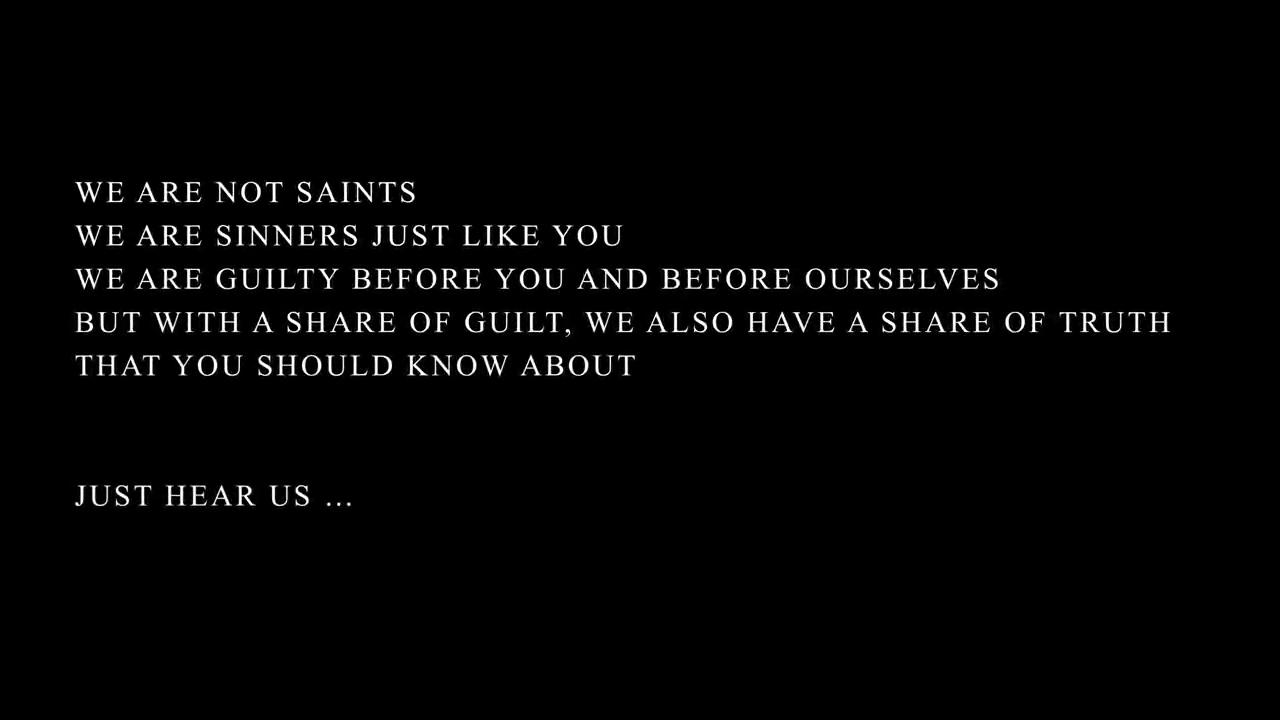 WE ARE NOT SAINTS
WE ARE SINNERS JUST LIKE YOU
WE ARE GUILTY BEFORE YOU AND BEFORE OURSELVES
BUT WITH A SHARE OF GUILT, WE ALSO HAVE A SHARE OF TRUTH
THAT YOU SHOULD KNOW ABOUT
JUST HEAR US ...